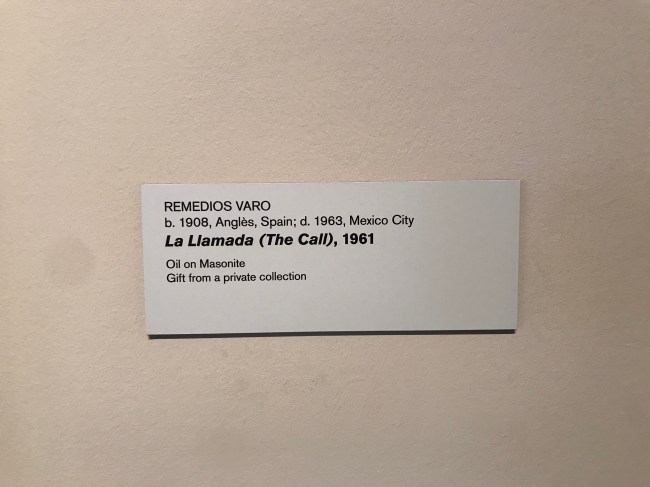 REMEDIOS VARO
b. 1908, Anglès, Spain; d. 1963, Mexico City
La Llamada (The Call), 1961
Oil on Masonite
Gift from a private collection